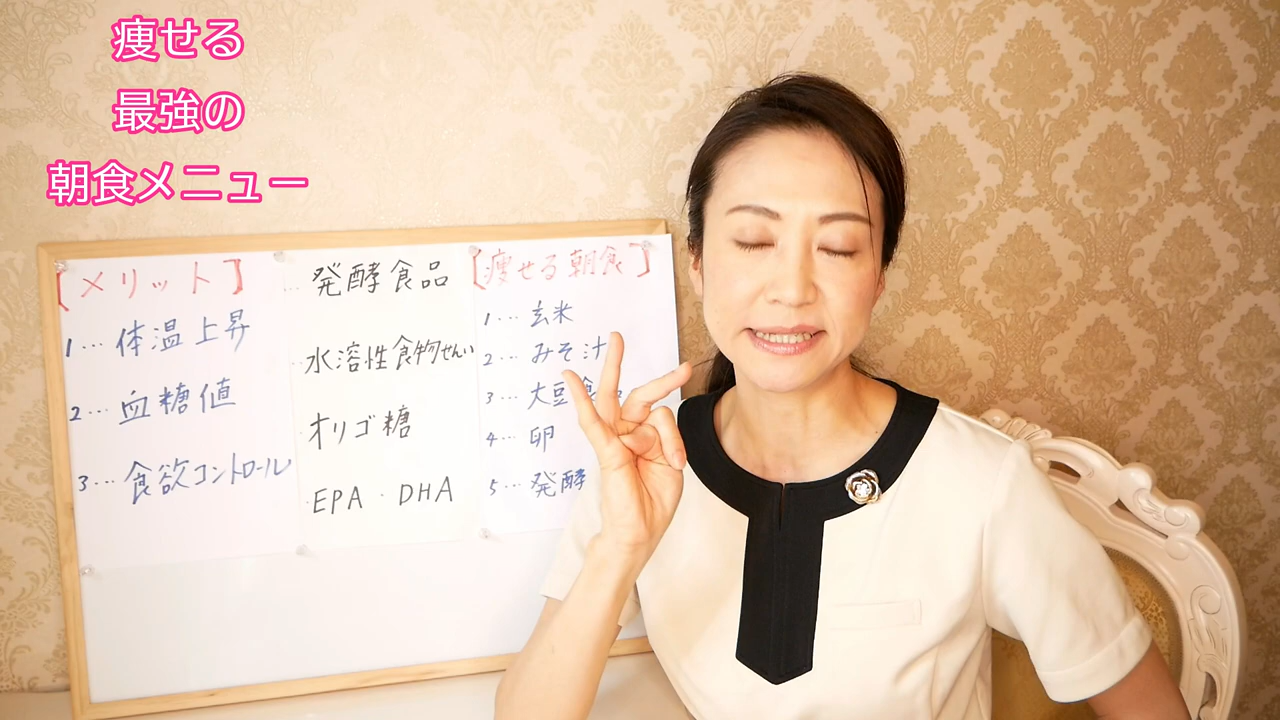 痩せる
最強の
朝食メニュー
【メリット】
1… 体温上昇
2… 血糖値
3… 食欲コントロール
発酵食品
水溶性食物せんい
オリゴ糖
EPA・DHA
【痩せる朝食】
1… 玄米
2… みそ汁
3… 大豆食
4… 卵
5… 発酵